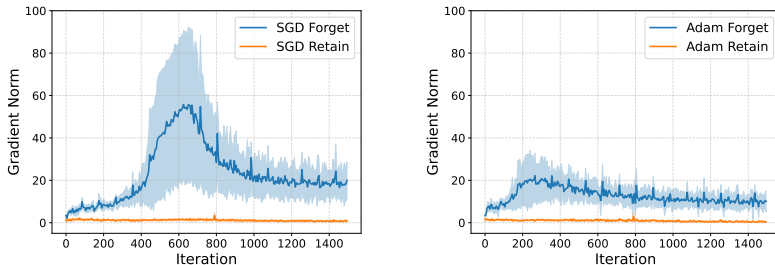 100
80
60
40
20
0
Gradient Norm
SGD Forget
SGD Retain
0 200 400 600 800 1000 1200 1400
Iteration
100
80
60
40
20
0
Gradient Norm
Adam Forget
Adam Retain
0 200 400 600 800 1000 1200 1400
Iteration